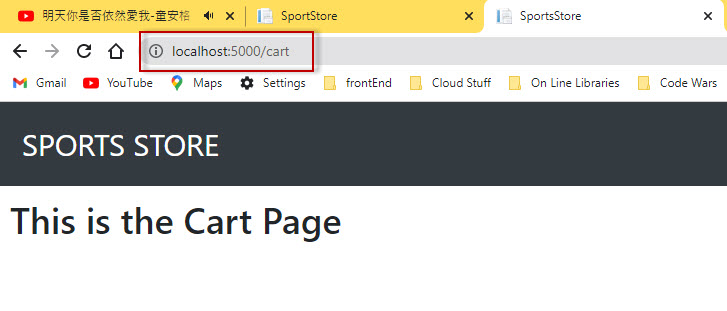 明天你是否依然愛我-童安格
SportStore
SportsStore
localhost:5000/cart
Gmail
YouTube
Maps
Settings
frontEnd
Cloud Stuff
On Line Libraries
Code Wars
SPORTS STORE
This is the Cart Page